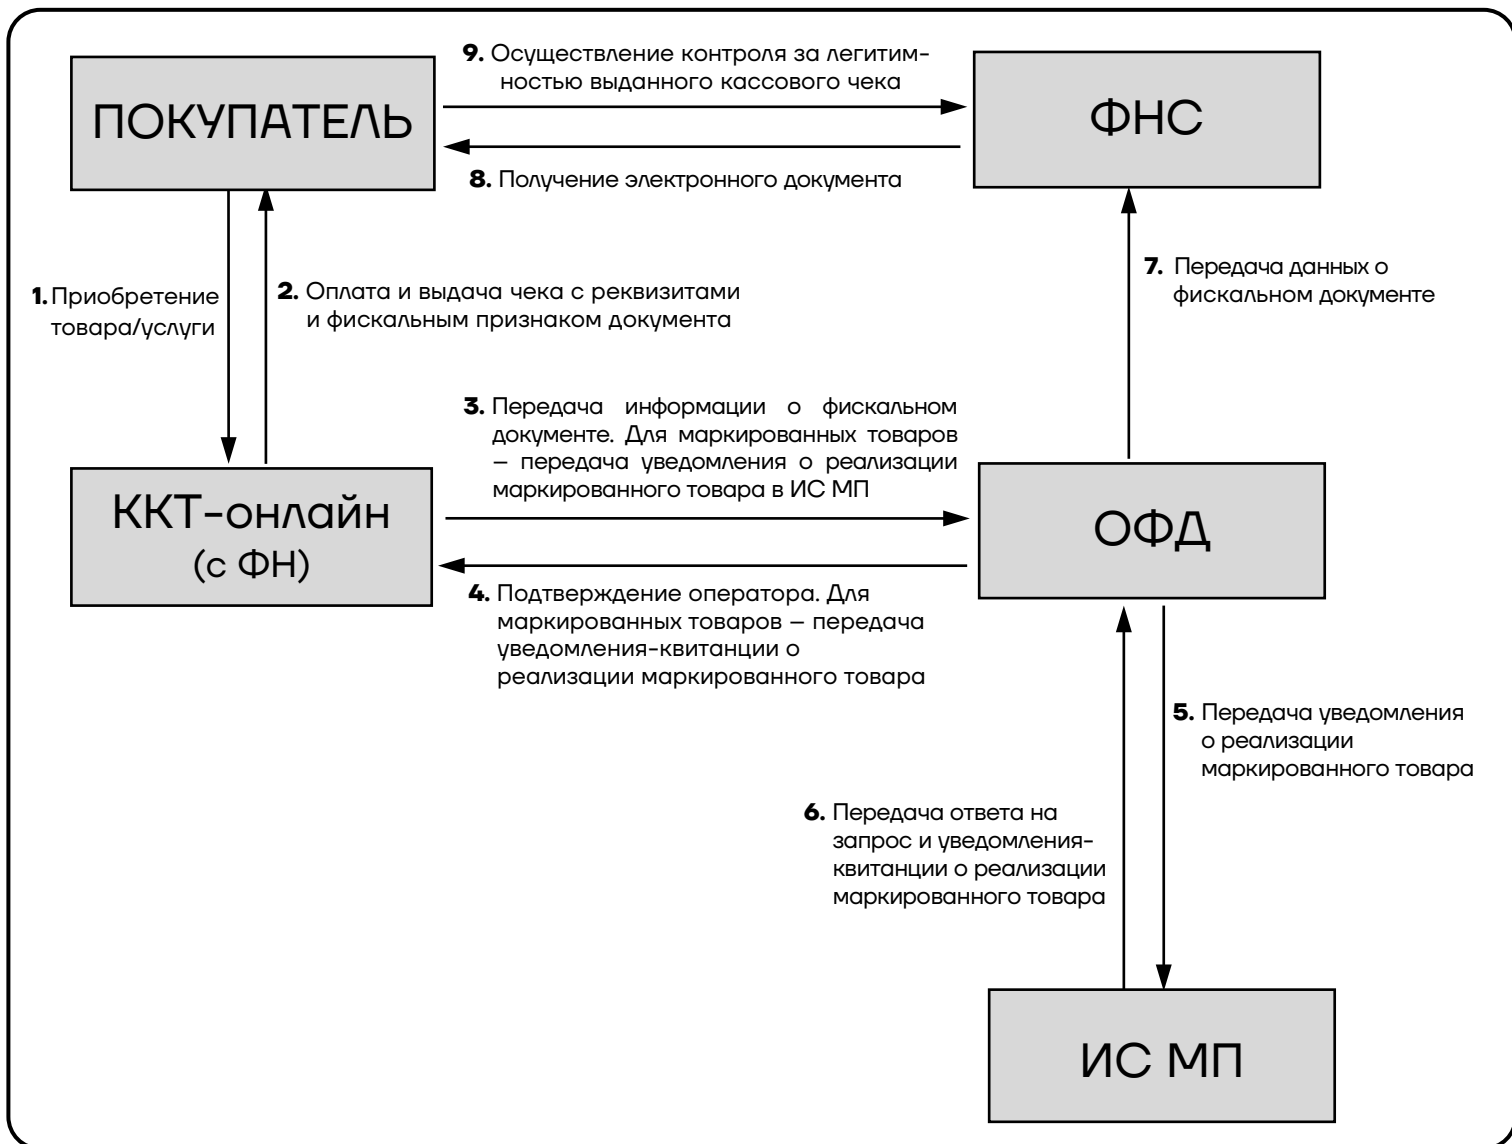 9. Осуществление контроля за легитим-
ностью выданного кассового чека
ПОКУПАТЕЛЬ
ФНС
8. Получение электронного документа
1. Приобретение
товара/услуги
2. Оплата и выдача чека с реквизитами
и фискальным признаком документа
7. Передача данных о
фискальном документе
3. Передача информации о фискальном
документе. Для маркированных товаров
– передача уведомления о реализации
маркированного товара в ИС МП
ККТ-онлайн
(с ФН)
ОФД
4. Подтверждение оператора. Для
маркированных товаров – передача
уведомления-квитанции о
реализации маркированного товара
5. Передача уведомления
о реализации
маркированного товара
6. Передача ответа на
запрос и уведомления-
квитанции о реализации
маркированного товара
ИС МП